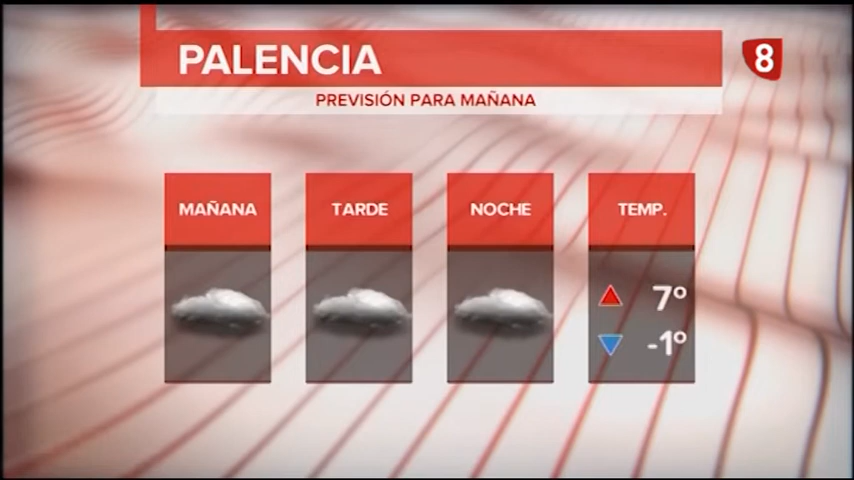 PALENCIA
8
PREVISIÓN PARA MAÑANA
MAÑANA
TARDE
NOCHE
TEMP.
7º
-1º